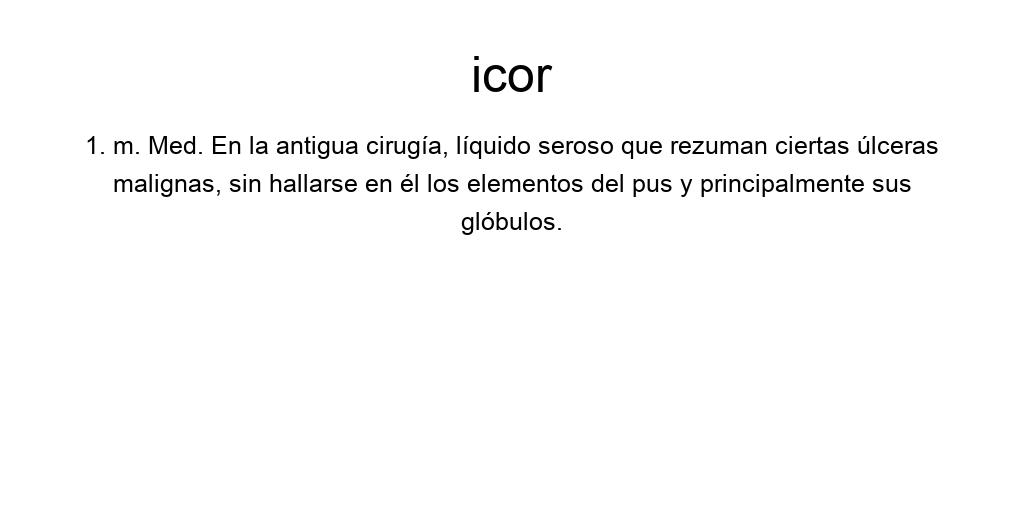 icor
1. m. Med. En la antigua cirugía, líquido seroso que rezuman ciertas úlceras
malignas, sin hallarse en él los elementos del pus y principalmente sus
glóbulos.